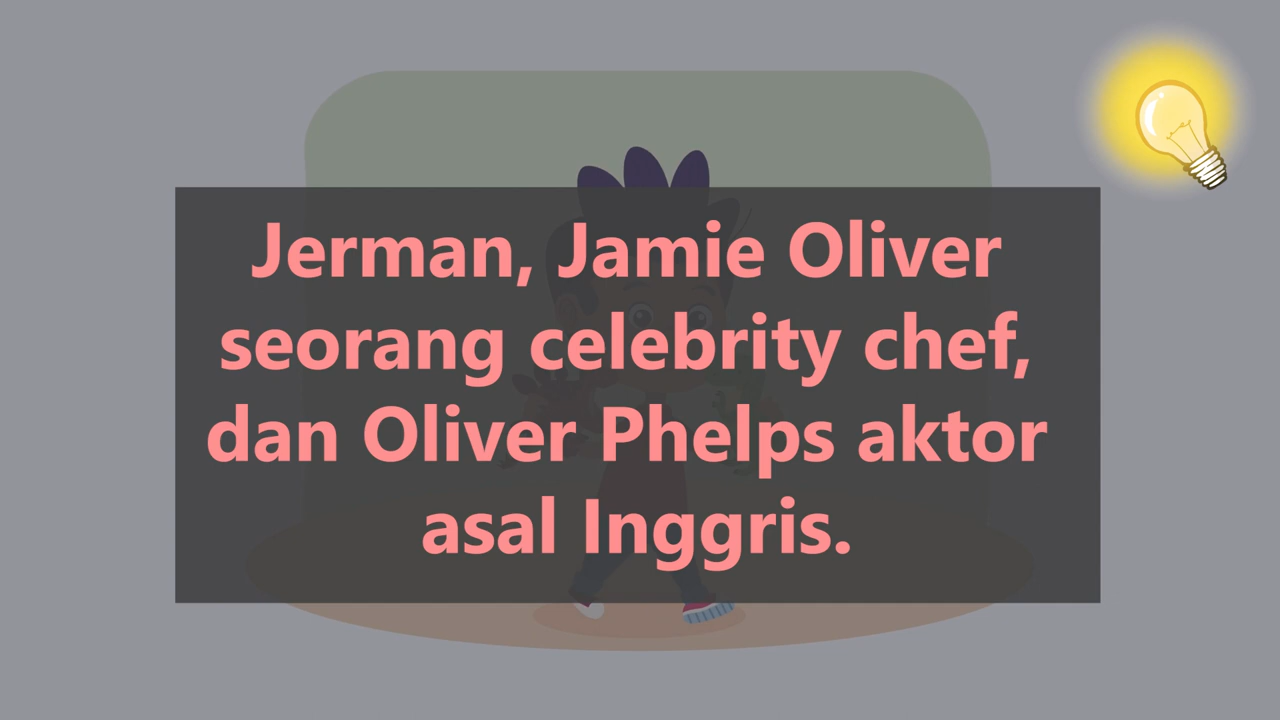 Jerman, Jamie Oliver
seorang celebrity chef,
dan Oliver Phelps aktor
asal Inggris.